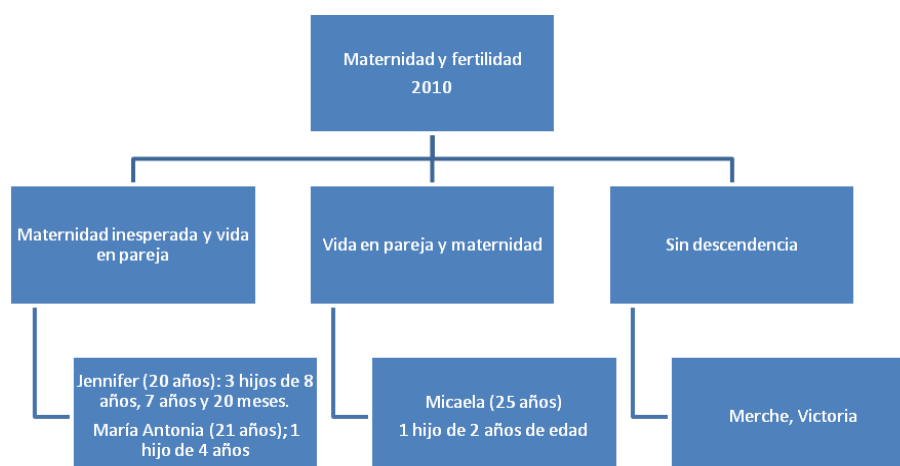 Maternidad y fertilidad
2010
Maternidad inesperada y vida
en pareja
Vida en pareja y maternidad
Sin descendencia
Jennifer (20 años): 3 hijos de 8
años, 7 años y 20 meses.
María Antonia (21 años); 1
hijo de 4 años
Micaela (25 años)
1 hijo de 2 años de edad
Merche, Victoria